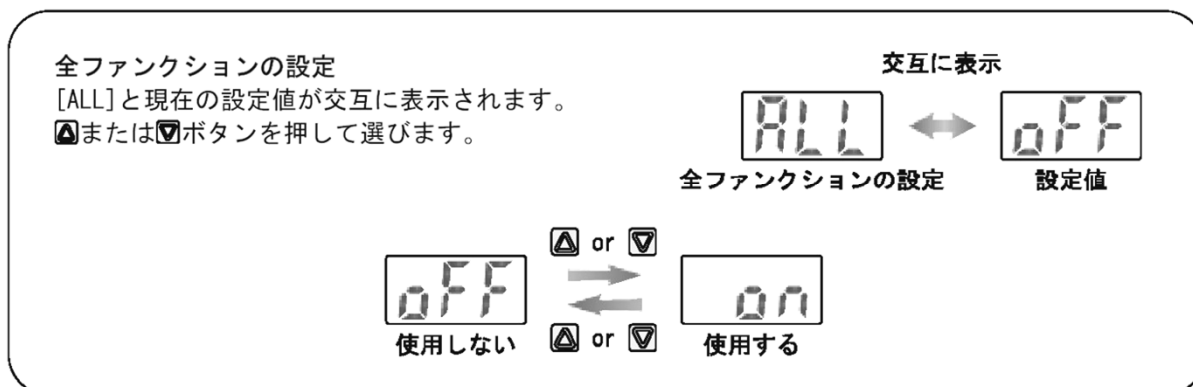 全ファンクションの設定
[ALL]と現在の設定値が交互に表示されます。
▲または▼ボタンを押して選びます。
交互に表示
ALL
oFF
全ファンクションの設定
設定値
▲ or ▼
oFF
on
▲ or ▼
使用しない
使用する